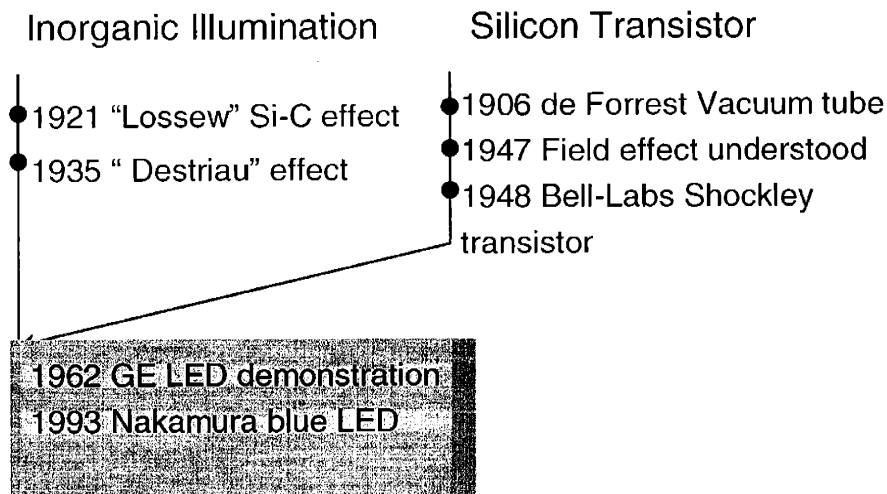 Inorganic Illumination
1921 “Lossew” Si-C effect
1935 “ Destriau” effect
Silicon Transistor
1906 de Forrest Vacuum tube
1947 Field effect understood
1948 Bell-Labs Shockley
transistor
1962 GE LED demonstration
1993 Nakamura blue LED